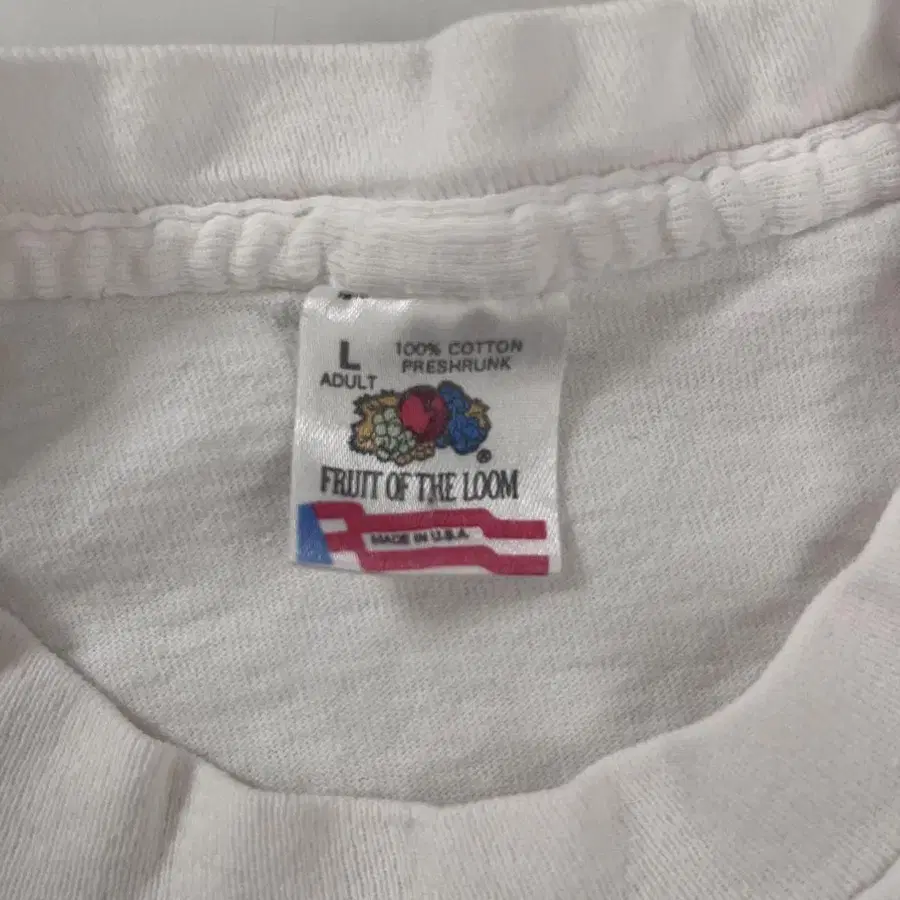 L
ADULT
100% COTTON
PRESHRUNK
®
FRUIT OF THE LOOM
MADE IN U.S.A.